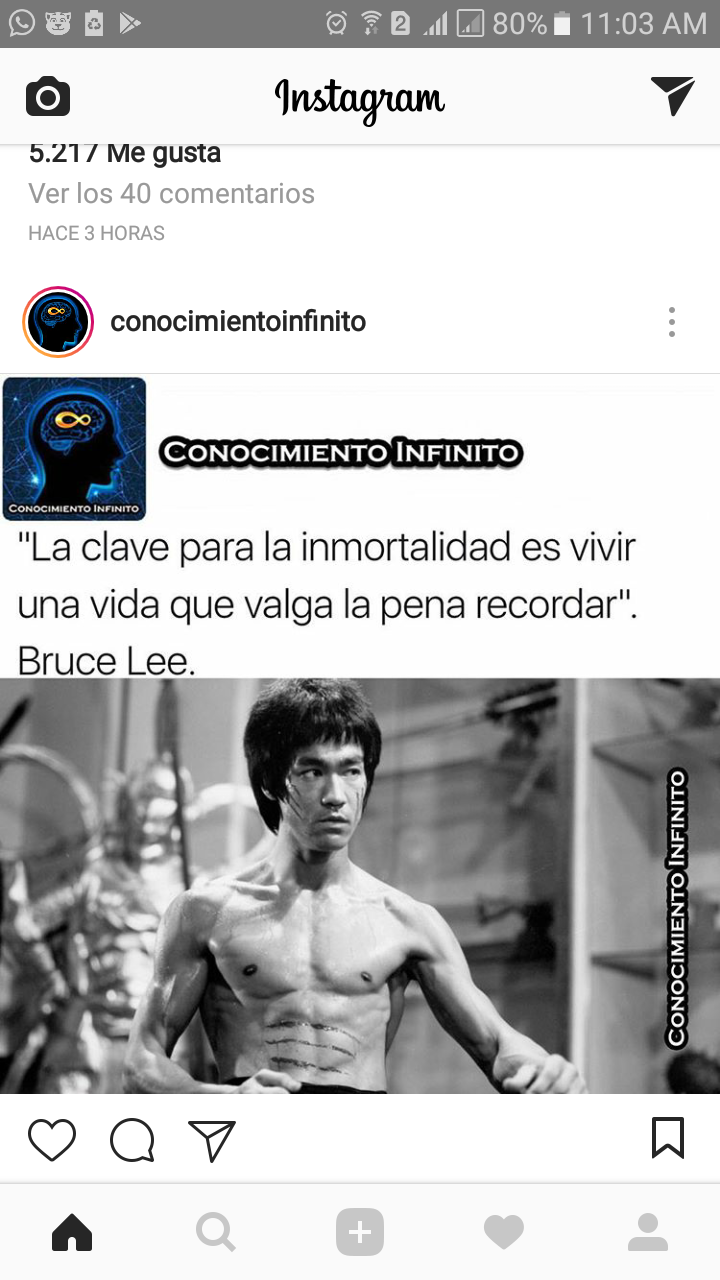 2 80% 11:03 AM
Instagram
5.217 Me gusta
Ver los 40 comentarios
HACE 3 HORAS
conocimientoinfinito
CONOCIMIENTO INFINITO
CONOCIMIENTO INFINITO
"La clave para la inmortalidad es vivir
una vida que valga la pena recordar".
Bruce Lee.
CONOCIMIENTO INFINITO